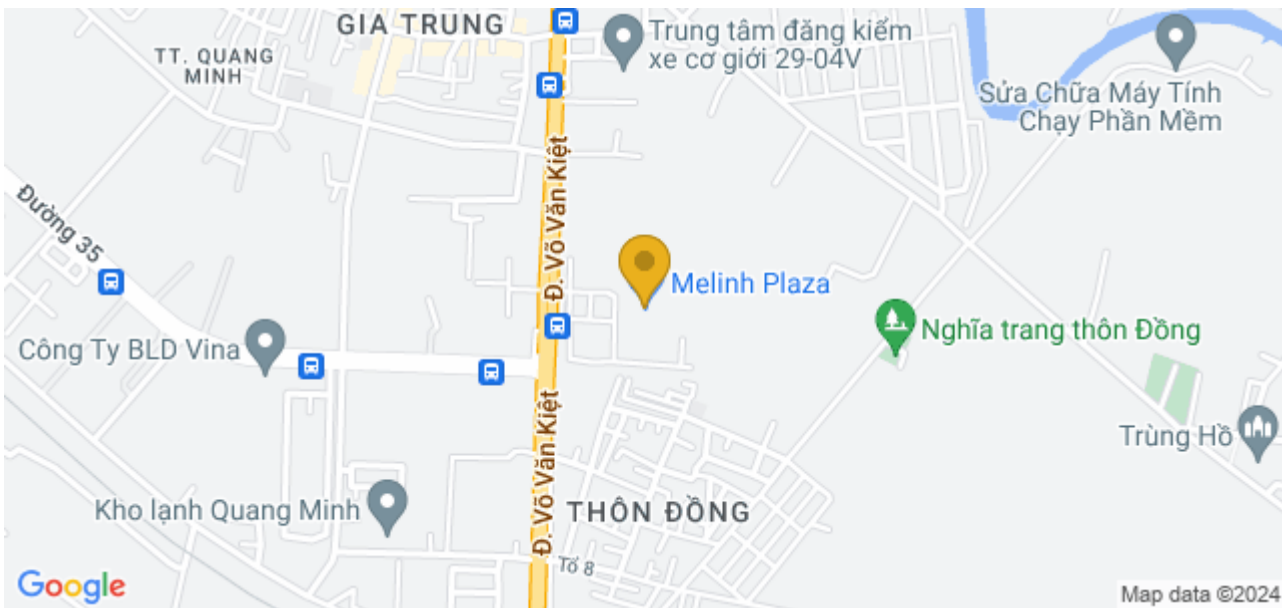 GIA TRUNG
Trung tâm đăng kiểm
xe cơ giới 29-04V
TT. QUANG
MINH
Sửa Chữa Máy Tính
Chạy Phần Mềm
Đ. Võ Văn Kiệt
Đường 35
Melinh Plaza
Nghĩa trang thôn Đồng
Công Ty BLD Vina
Đ. Võ Văn Kiệt
Trùng Hồ
Kho lạnh Quang Minh
THÔN ĐỒNG
Tổ 8
Google
Map data ©2024